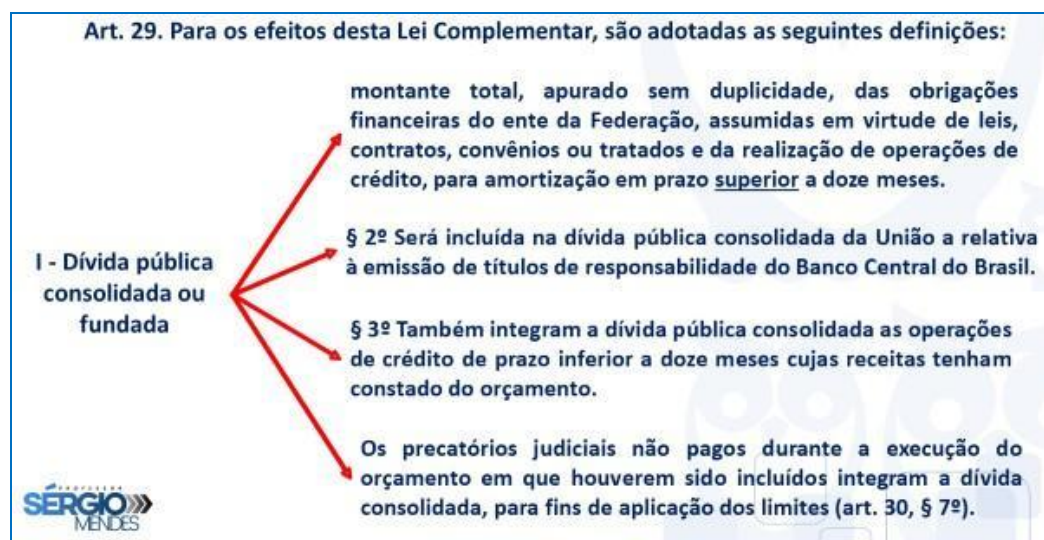 Art. 29. Para os efeitos desta Lei Complementar, são adotadas as seguintes definições:
montante total, apurado sem duplicidade, das obrigações
financeiras do ente da Federação, assumidas em virtude de leis,
contratos, convênios ou tratados e da realização de operações de
crédito, para amortização em prazo superior a doze meses.
§ 2º Será incluída na dívida pública consolidada da União a relativa
à emissão de títulos de responsabilidade do Banco Central do Brasil.
I - Dívida pública
consolidada ou
fundada
§ 3º Também integram a dívida pública consolidada as operações
de crédito de prazo inferior a doze meses cujas receitas tenham
constado do orçamento.
Os precatórios judiciais não pagos durante a execução do
orçamento em que houverem sido incluídos integram a dívida
consolidada, para fins de aplicação dos limites (art. 30, § 7º).
PROFESSOR
SÉRGIO
MENDES